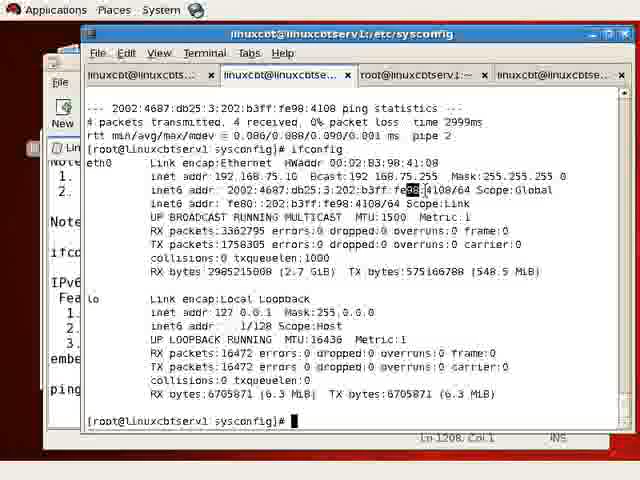 Applications Places System
linuxcbt@linuxcbtserv1:/etc/sysconfig
File Edit View Terminal Tabs Help
linuxcbt@linuxcbts... linuxcbt@linuxcbtse... root@linuxcbtserv1:~ linuxcbt@linuxcbtse...
--- 2002:4687:db25:3:202:b3ff:fe98:4108 ping statistics ---
4 packets transmitted, 4 received, 0% packet loss, time 2999ms
rtt min/avg/max/mdev = 0.086/0.088/0.090/0.001 ms, pipe 2
[root@linuxcbtserv1 sysconfig]# ifconfig
eth0 Link encap:Ethernet HWaddr 00:02:B3:98:41:08
inet addr:192.168.75.10 Bcast:192.168.75.255 Mask:255.255.255.0
inet6 addr: 2002:4687:db25:3:202:b3ff:fe98:4108/64 Scope:Global
inet6 addr: fe80::202:b3ff:fe98:4108/64 Scope:Link
UP BROADCAST RUNNING MULTICAST MTU:1500 Metric:1
RX packets:3362795 errors:0 dropped:0 overruns:0 frame:0
TX packets:1758305 errors:0 dropped:0 overruns:0 carrier:0
collisions:0 txqueuelen:1000
RX bytes:2985215008 (2.7 GiB) TX bytes:575166788 (548.5 MiB)
lo Link encap:Local Loopback
inet addr:127.0.0.1 Mask:255.0.0.0
inet6 addr: ::1/128 Scope:Host
UP LOOPBACK RUNNING MTU:16436 Metric:1
RX packets:16472 errors:0 dropped:0 overruns:0 frame:0
TX packets:16472 errors:0 dropped:0 overruns:0 carrier:0
collisions:0 txqueuelen:0
RX bytes:6705871 (6.3 MiB) TX bytes:6705871 (6.3 MiB)
[root@linuxcbtserv1 sysconfig]#
File
New
1.
2.
Note
ifco
IPv6
Fea
1.
2.
3.
embe
ping
Ln 1208, Col 1 INS